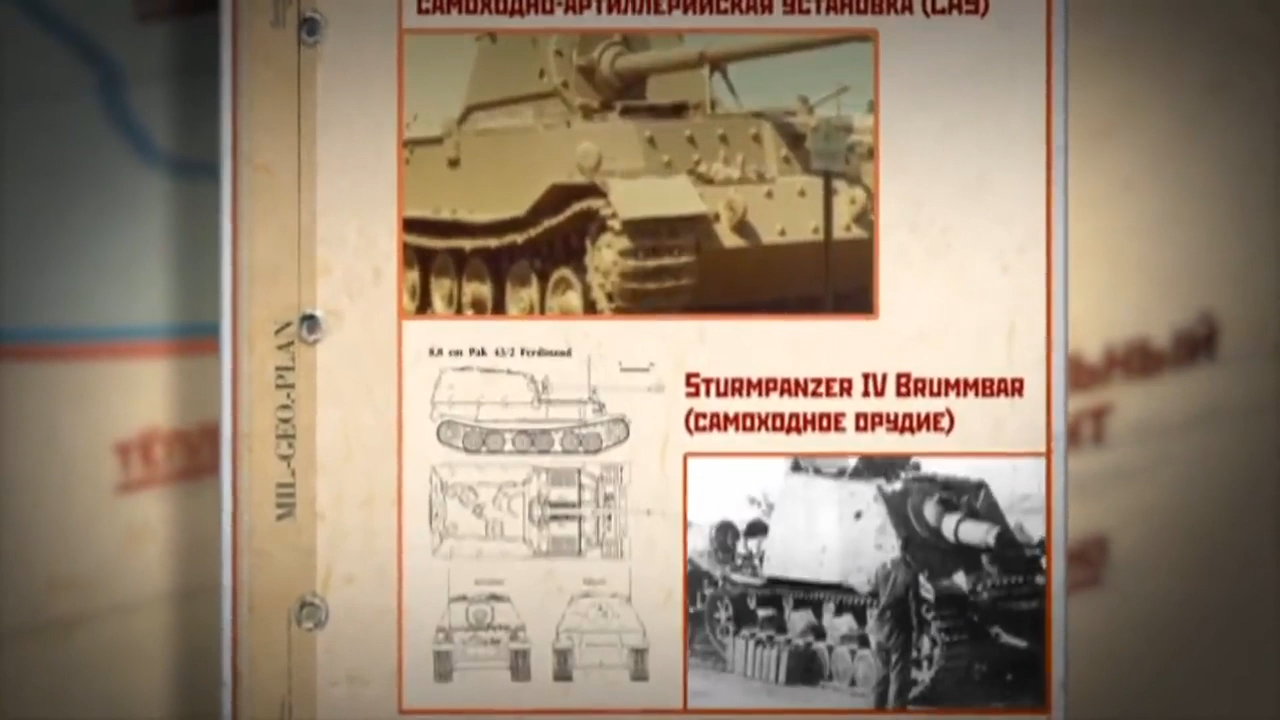 САМОХОДНО-АРТИЛЛЕРИЙСКАЯ УСТАНОВКА (САУ)
MIL.-GEO.-PLAN
8,8 cm Pak 43/2 Ferdinand
STURMPANZER IV BRUMMBAR
(САМОХОДНОЕ ОРУДИЕ)